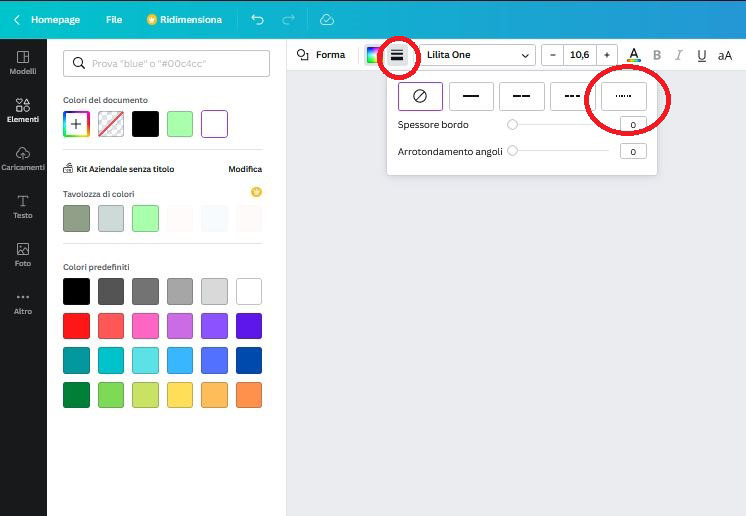 Homepage File Ridimensiona
Modelli
Elementi
Caricamenti
Testo
Foto
Altro
Prova "blue" o "#00c4cc"
Colori del documento
Kit Aziendale senza titolo Modifica
Tavolozza di colori
Colori predefiniti
Forma Lilita One − 10,6 + A B I U aA
Spessore bordo 0
Arrotondamento angoli 0